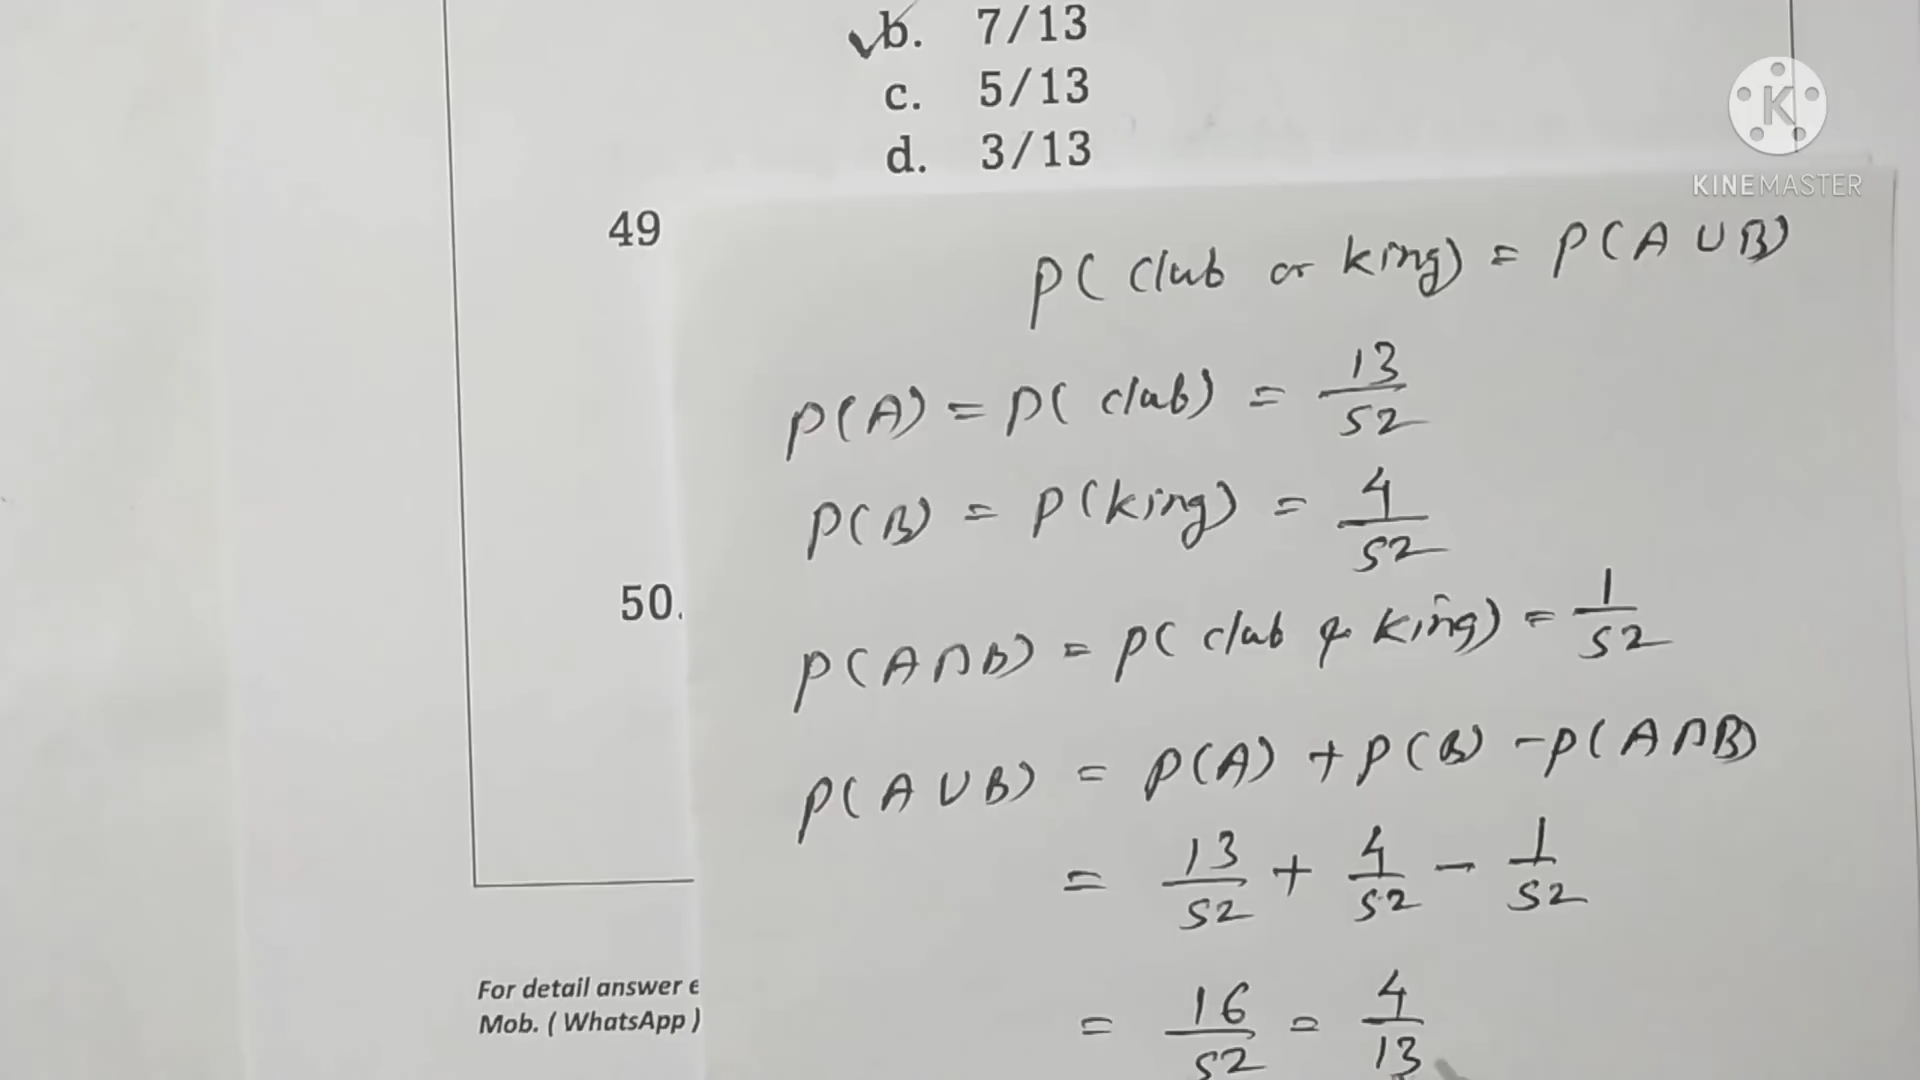 ✓b. 7/13
c. 5/13
d. 3/13
K
KINEMASTER
49
P( Club or king) = P(A ∪ B)
P(A) = P( club) = 13/52
P(B) = P(king) = 4/52
50.
P(A∩B) = P( club & king) = 1/52
P(A ∪ B) = P(A) + P(B) - P(A∩B)
= 13/52 + 4/52 - 1/52
= 16/52 = 4/13
For detail answer e
Mob. ( WhatsApp )